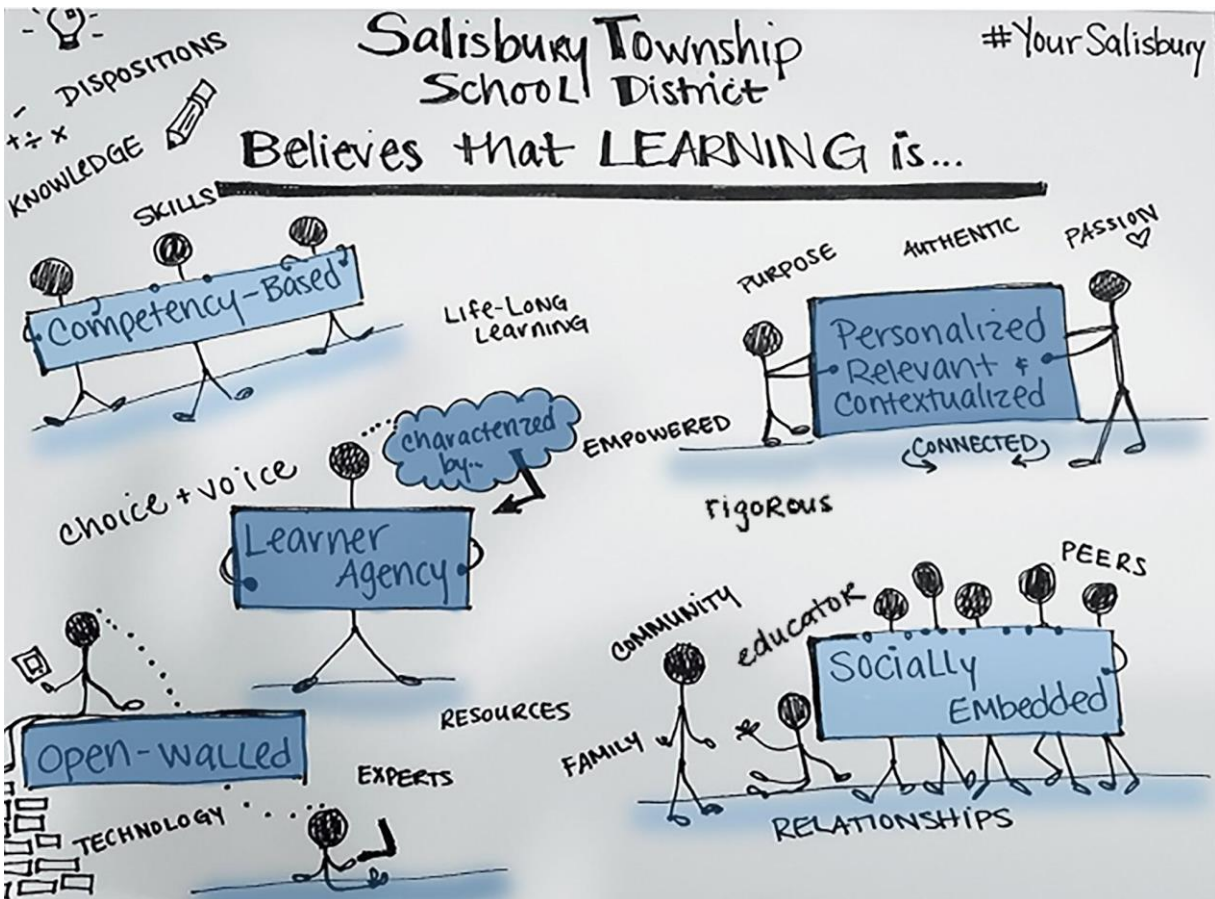 Salisbury Township
School District
#YourSalisbury
Believes that LEARNING is...
DISPOSITIONS
- + ÷ ×
KNOWLEDGE
SKILLS
Competency-Based
Life-Long
Learning
PURPOSE
AUTHENTIC
PASSION
Personalized
Relevant &
Contextualized
CONNECTED
characterized
by...
EMPOWERED
rigorous
choice + voice
Learner
Agency
COMMUNITY
educator
PEERS
Socially
Embedded
FAMILY
RELATIONSHIPS
Open-Walled
RESOURCES
EXPERTS
TECHNOLOGY